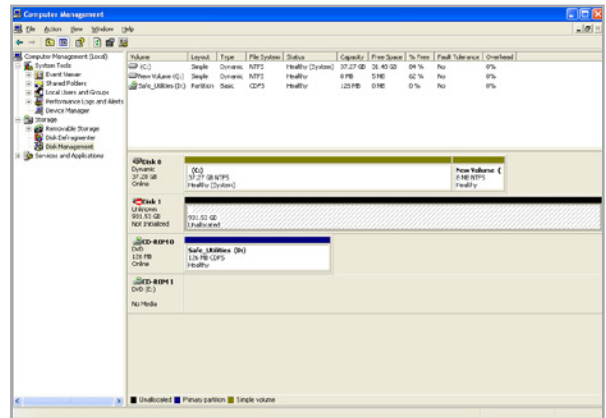 Computer Management
File Action View Window Help
Computer Management (Local)
System Tools
Event Viewer
Shared Folders
Local Users and Groups
Performance Logs and Alerts
Device Manager
Storage
Removable Storage
Disk Defragmenter
Disk Management
Services and Applications
Volume Layout Type File System Status Capacity Free Space % Free Fault Tolerance Overhead
(C:) Simple Dynamic NTFS Healthy (System) 37.27 GB 31.40 GB 84 % No 0%
New Volume (G:) Simple Dynamic NTFS Healthy 8 MB 5 MB 62 % No 0%
Safe_Utilities (D:) Partition Basic CDFS Healthy 125 MB 0 MB 0 % No 0%
Disk 0
Dynamic
37.28 GB
Online
(C:)
37.27 GB NTFS
Healthy (System)
New Volume (
8 MB NTFS
Healthy
Disk 1
Unknown
931.53 GB
Not Initialized
931.53 GB
Unallocated
CD-ROM 0
DVD
126 MB
Online
Safe_Utilities (D:)
126 MB CDFS
Healthy
CD-ROM 1
DVD (E:)
No Media
Unallocated Primary partition Simple volume